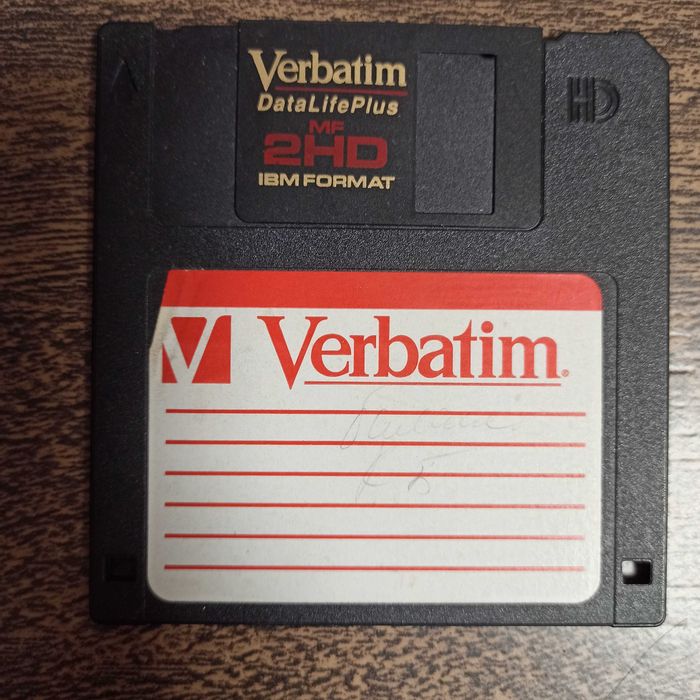 Verbatim
DataLifePlus
MF
2HD
IBM FORMAT
HD
V Verbatim.